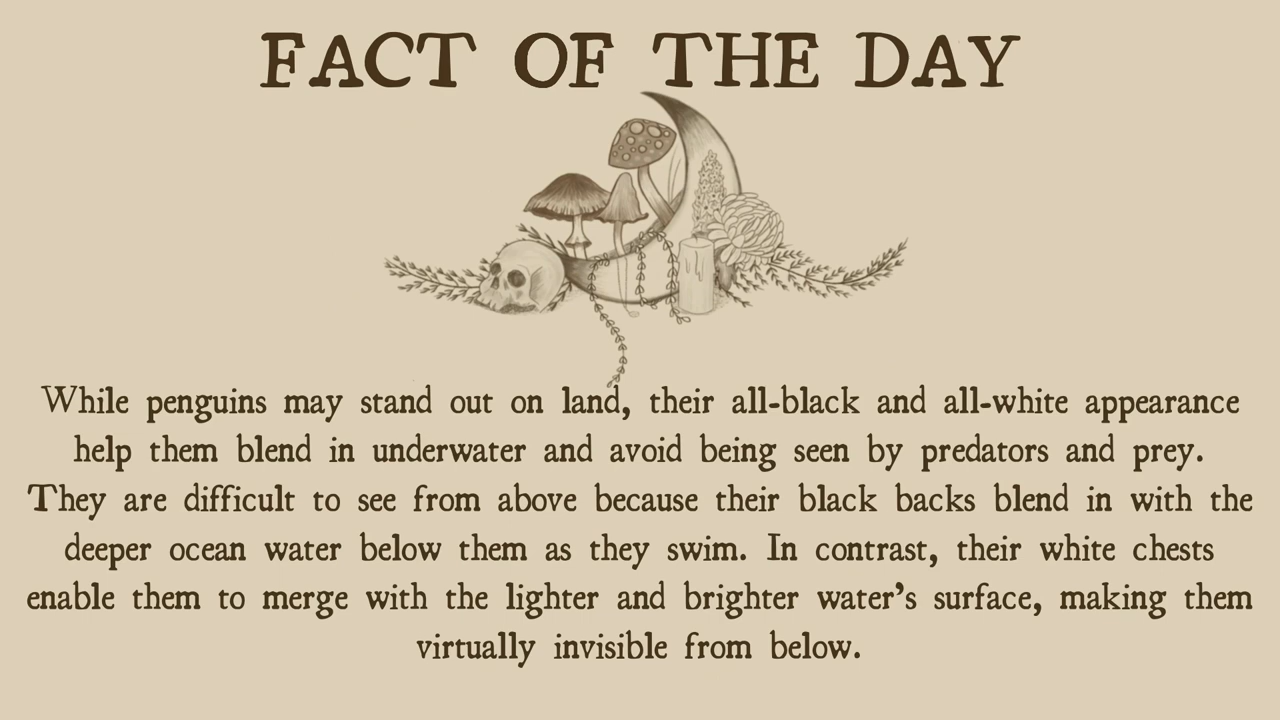 FACT OF THE DAY
While penguins may stand out on land, their all-black and all-white appearance
help them blend in underwater and avoid being seen by predators and prey.
They are difficult to see from above because their black backs blend in with the
deeper ocean water below them as they swim. In contrast, their white chests
enable them to merge with the lighter and brighter water's surface, making them
virtually invisible from below.